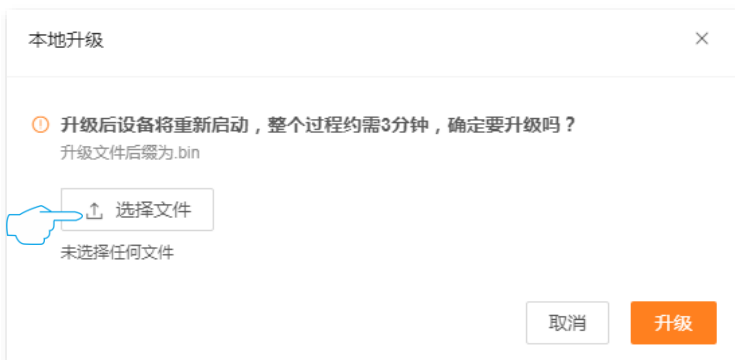 本地升级
升级后设备将重新启动，整个过程约需3分钟，确定要升级吗？
升级文件后缀为.bin
选择文件
未选择任何文件
取消 升级